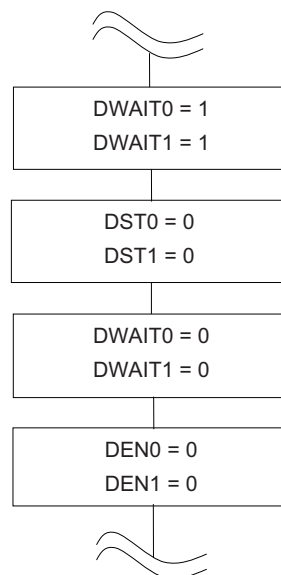 DWAIT0 = 1
DWAIT1 = 1
DST0 = 0
DST1 = 0
DWAIT0 = 0
DWAIT1 = 0
DEN0 = 0
DEN1 = 0